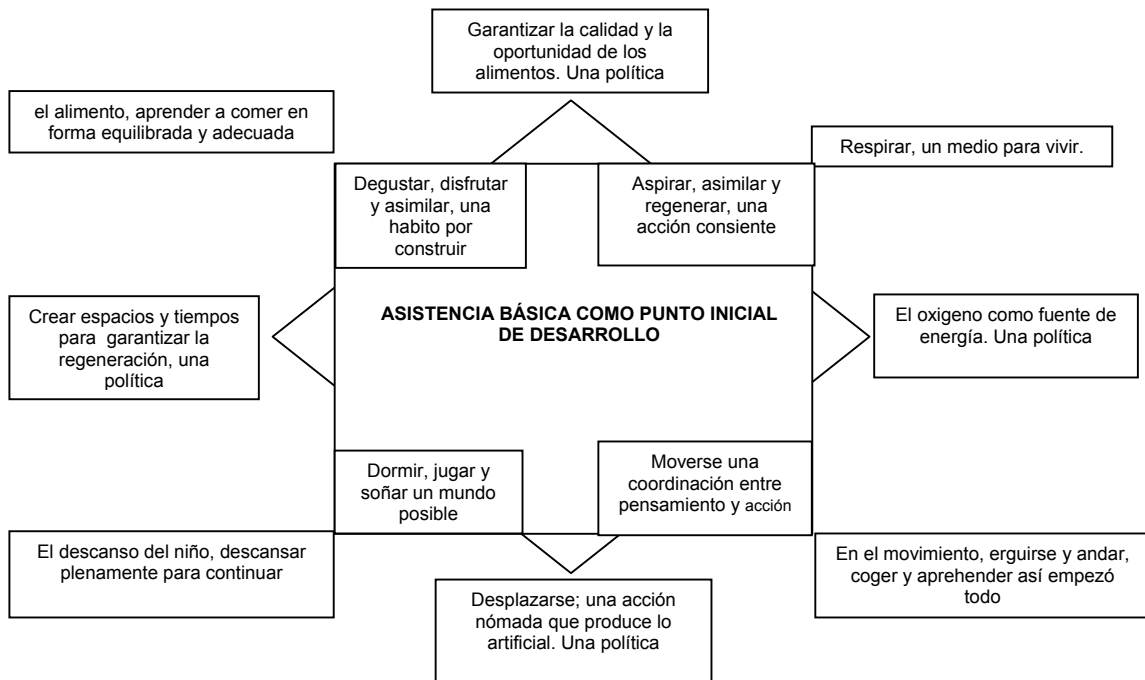 Garantizar la calidad y la
oportunidad de los
alimentos. Una política
el alimento, aprender a comer en
forma equilibrada y adecuada
Respirar, un medio para vivir.
Degustar, disfrutar
y asimilar, una
habito por
construir
Aspirar, asimilar y
regenerar, una
acción consiente
ASISTENCIA BÁSICA COMO PUNTO INICIAL
DE DESARROLLO
Crear espacios y tiempos
para garantizar la
regeneración, una
política
El oxigeno como fuente de
energía. Una política
Dormir, jugar y
soñar un mundo
posible
Moverse una
coordinación entre
pensamiento y acción
El descanso del niño, descansar
plenamente para continuar
En el movimiento, erguirse y andar,
coger y aprehender así empezó
todo
Desplazarse; una acción
nómada que produce lo
artificial. Una política